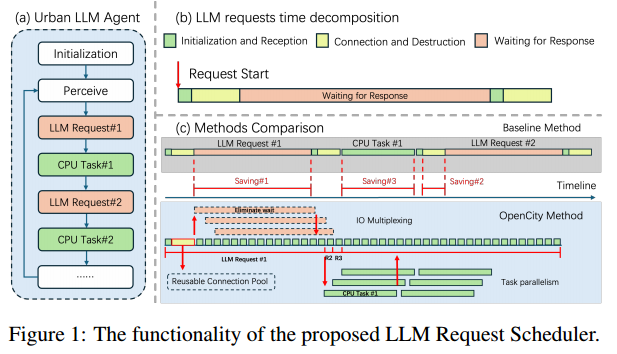 (a) Urban LLM Agent
Initialization
Perceive
LLM Request#1
CPU Task#1
LLM Request#2
CPU Task#2
......
(b) LLM requests time decomposition
Initialization and Reception
Connection and Destruction
Waiting for Response
Request Start
Waiting for Response
(c) Methods Comparison
Baseline Method
LLM Request #1
CPU Task #1
LLM Request #2
Saving#1
Saving#3
Saving#2
Timeline
OpenCity Method
Eliminate wait
IO Multiplexing
LLM Request #1
R2 R3
Reusable Connection Pool
Task parallelism
CPU Task #1
Figure 1: The functionality of the proposed LLM Request Scheduler.